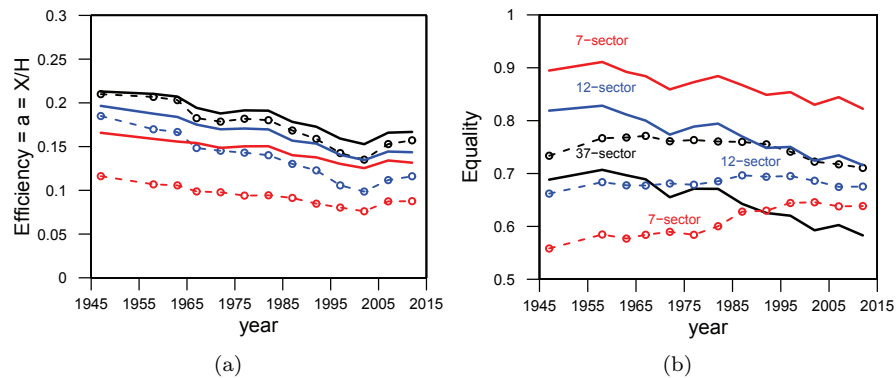 0.3
0.25
0.2
0.15
0.1
0.05
0
Efficiency = a = X/H
1945 1955 1965 1975 1985 1995 2005 2015
year
(a)
1
0.9
0.8
0.7
0.6
0.5
Equality
7−sector
12−sector
37−sector
12−sector
7−sector
1945 1955 1965 1975 1985 1995 2005 2015
year
(b)